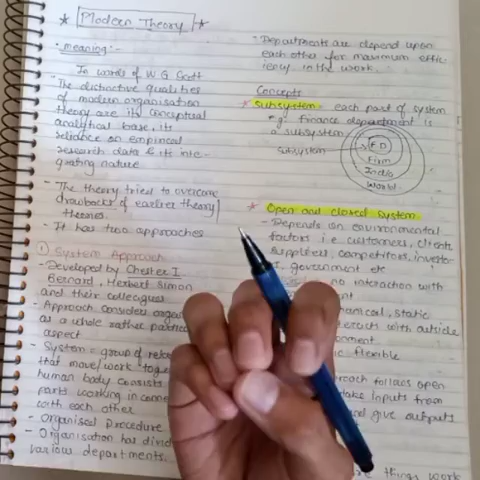 * Modern Theory *
• meaning:-
In words of W.G Scott
"The distinctive qualities
of modern organisation
theory are its conceptual
analytical base, its
reliance on empirical
research data & its inte-
grating nature
- The theory tried to overcome
drawbacks of earlier theory/
theories.
- It has two approaches
① System Approach
- Developed by Chester I.
Bernard, Herbert Simon
and their colleagues
- Approach considers
as a whole rather
aspect
- System = group of
that move/work
human body consists
parts working in
with each other
- Organised procedure
- Organisation has
various departments.
- Departments are depend upon
each other for maximum effic-
iency in the work.
Concepts
* Subsystem - each part of system
eg: finance department is
a subsystem
Subsystem
F D
Firm
Indus
World
* Open and closed system
- Depends on environmental
factors i.e customers, clients
suppliers, competitors, investor
government etc
no interaction with
static
with outside
flexible
follows open
inputs from
give outputs
things work